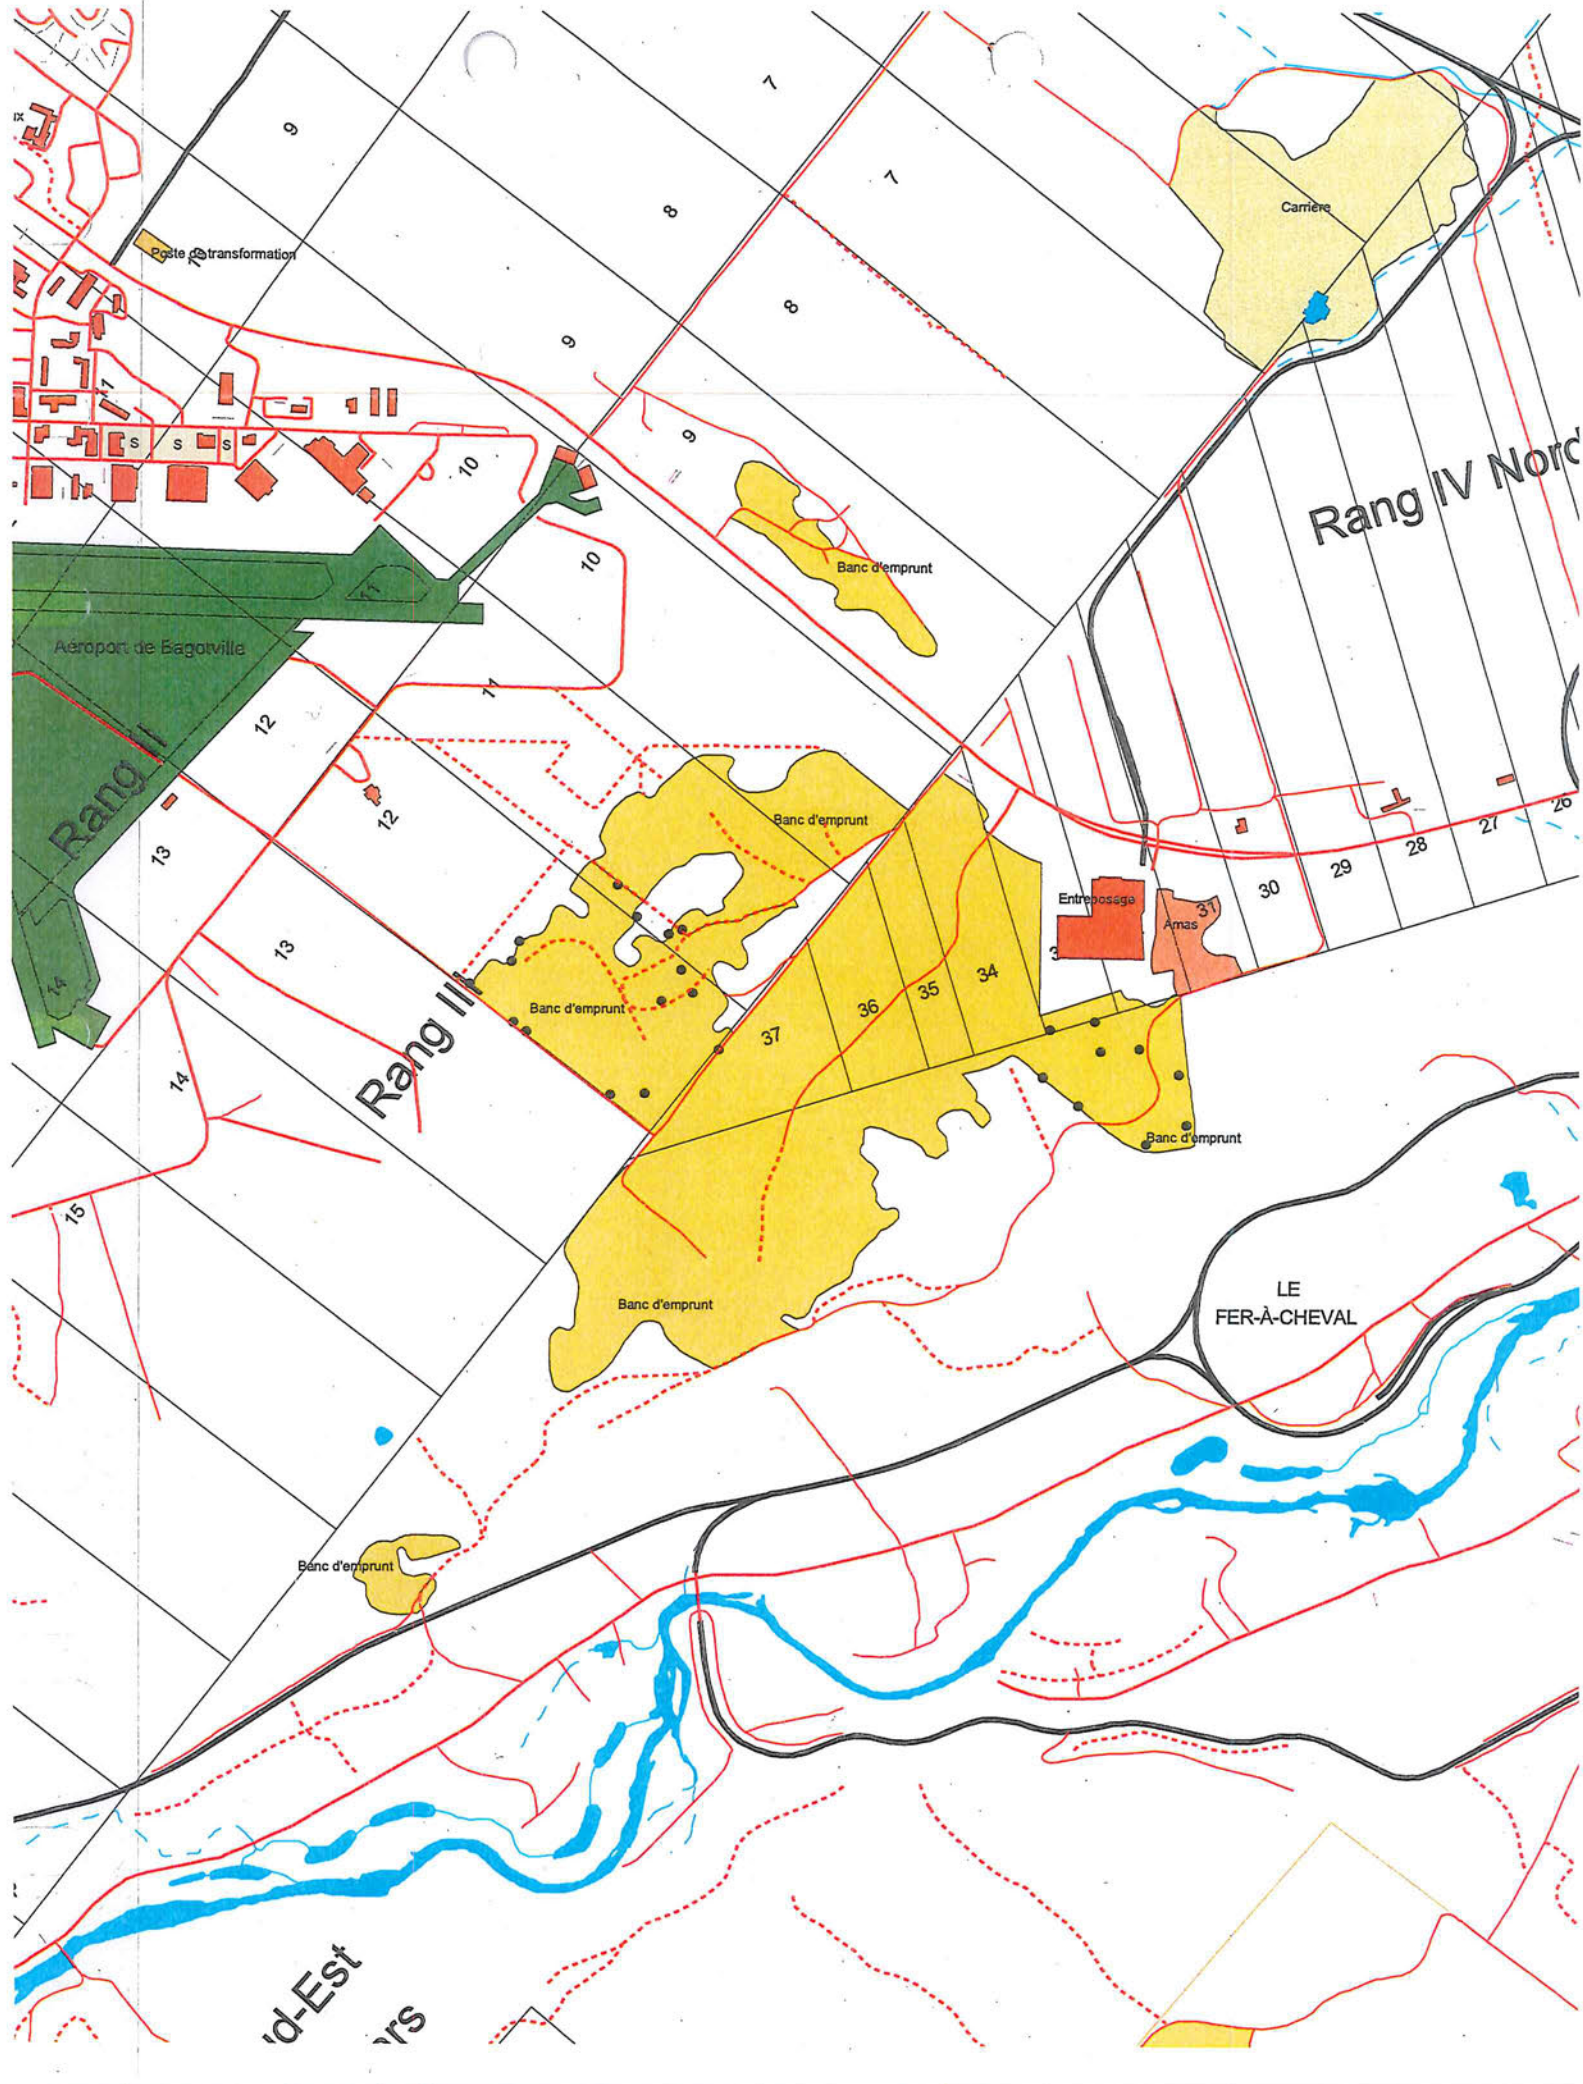 7
9
7
8
Carrière
Poste de transformation
10
8
9
9
S
S
S
10
Rang IV Nord
10
Banc d'emprunt
11
Aéroport de Bagotville
11
12
Rang II
12
Banc d'emprunt
26
27
28
29
30
13
Entreposage
31
Amas
13
34
35
36
37
14
Banc d'emprunt
Rang III
14
Banc d'emprunt
15
LE
FER-À-CHEVAL
Banc d'emprunt
Banc d'emprunt